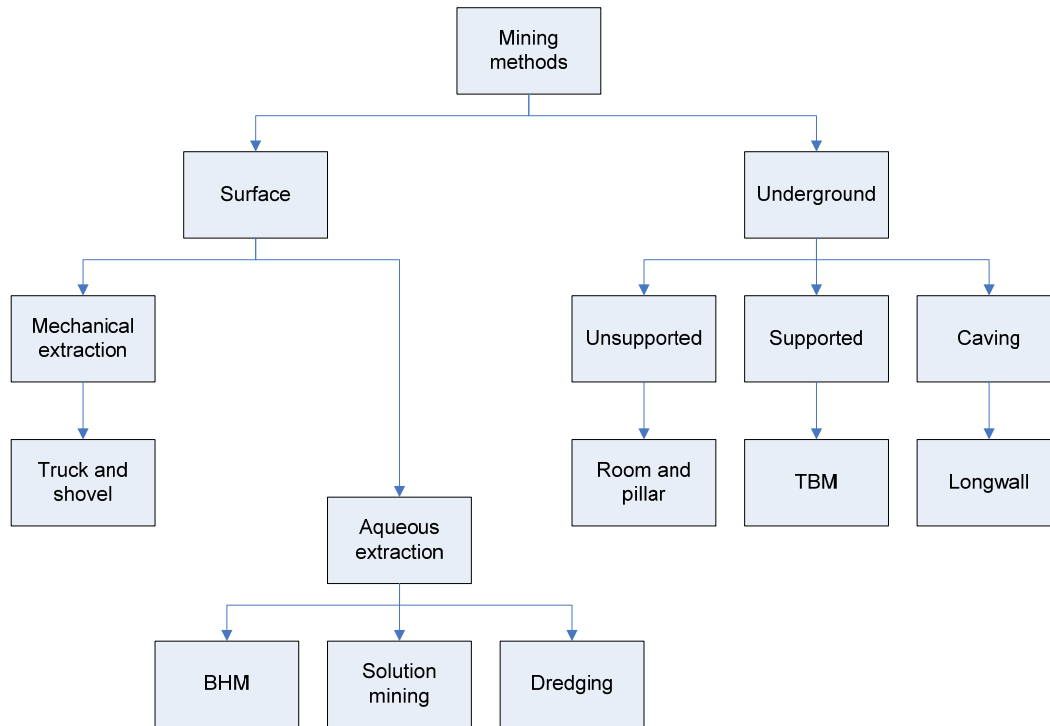 Mining
methods
Surface
Underground
Mechanical
extraction
Unsupported
Supported
Caving
Truck and
shovel
Room and
pillar
TBM
Longwall
Aqueous
extraction
BHM
Solution
mining
Dredging